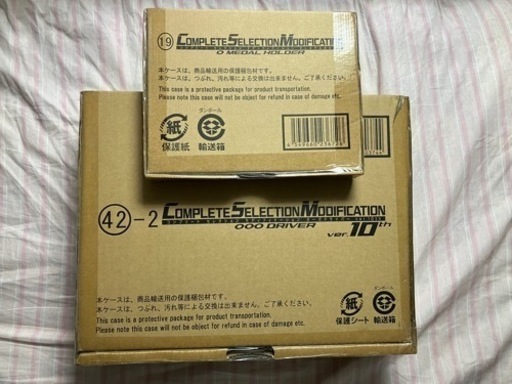 ⑲ COMPLETE SELECTION MODIFICATION
O MEDAL HOLDER
本ケースは、商品輸送用の保護梱包材です。
本ケースは、つぶれ、汚れ等による交換は出来ません。ご了承ください。
This case is a protective package for product transportation.
Please note this case will not be object for refund in case of damage etc.
紙
保護紙
ダンボール
輸送箱
㊷-2 COMPLETE SELECTION MODIFICATION
OOO DRIVER ver.10th
本ケースは、商品輸送用の保護梱包材です。
本ケースは、つぶれ、汚れ等による交換は出来ません。ご了承ください。
This case is a protective package for product transportation.
Please note this case will not be object for refund in case of damage etc.
紙
保護シート
ダンボール
輸送箱